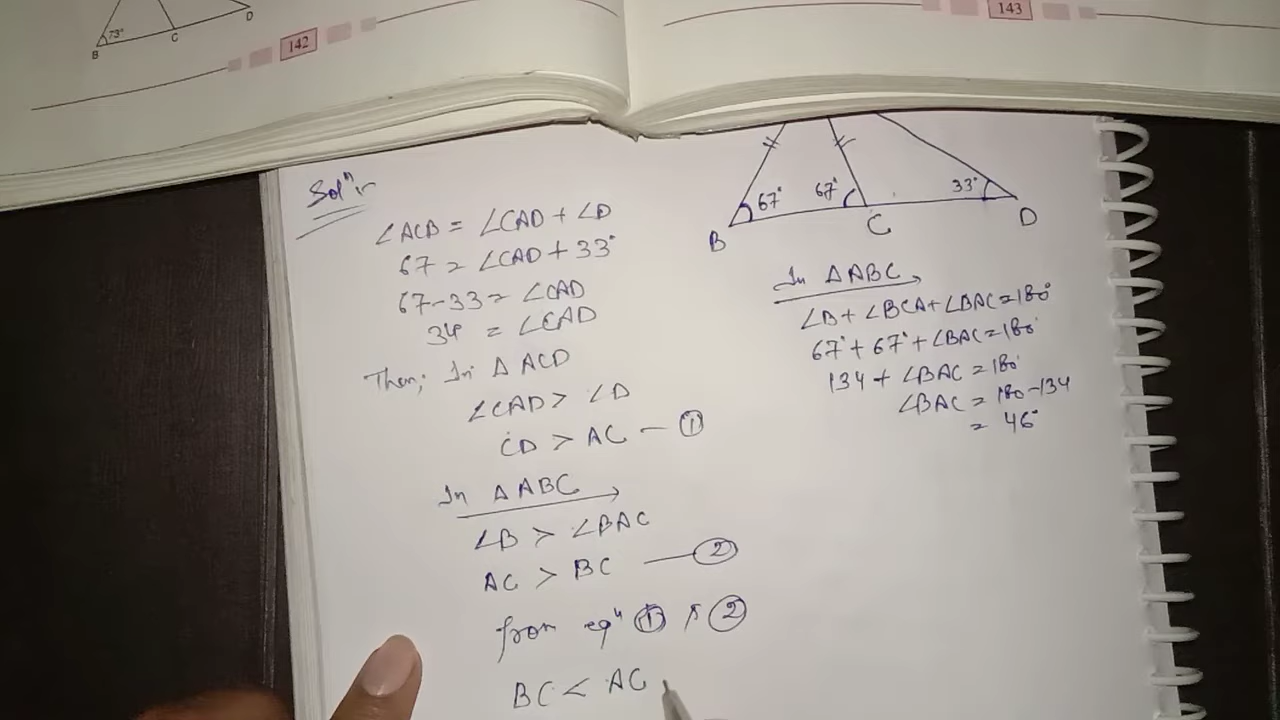 73°
B
C
D
142
143
Solⁿ:-
∠ACB = ∠CAD + ∠D
67 = ∠CAD + 33°
67-33 = ∠CAD
34 = ∠CAD
Then; In Δ ACD
∠CAD > ∠D
CD > AC — ①
In Δ ABC
∠B > ∠BAC
AC > BC — ②
from eqⁿ ① & ②
BC < AC
67°
67°
33°
B
C
D
In Δ ABC
∠B + ∠BCA + ∠BAC = 180°
67° + 67° + ∠BAC = 180°
134 + ∠BAC = 180°
∠BAC = 180-134
= 46°